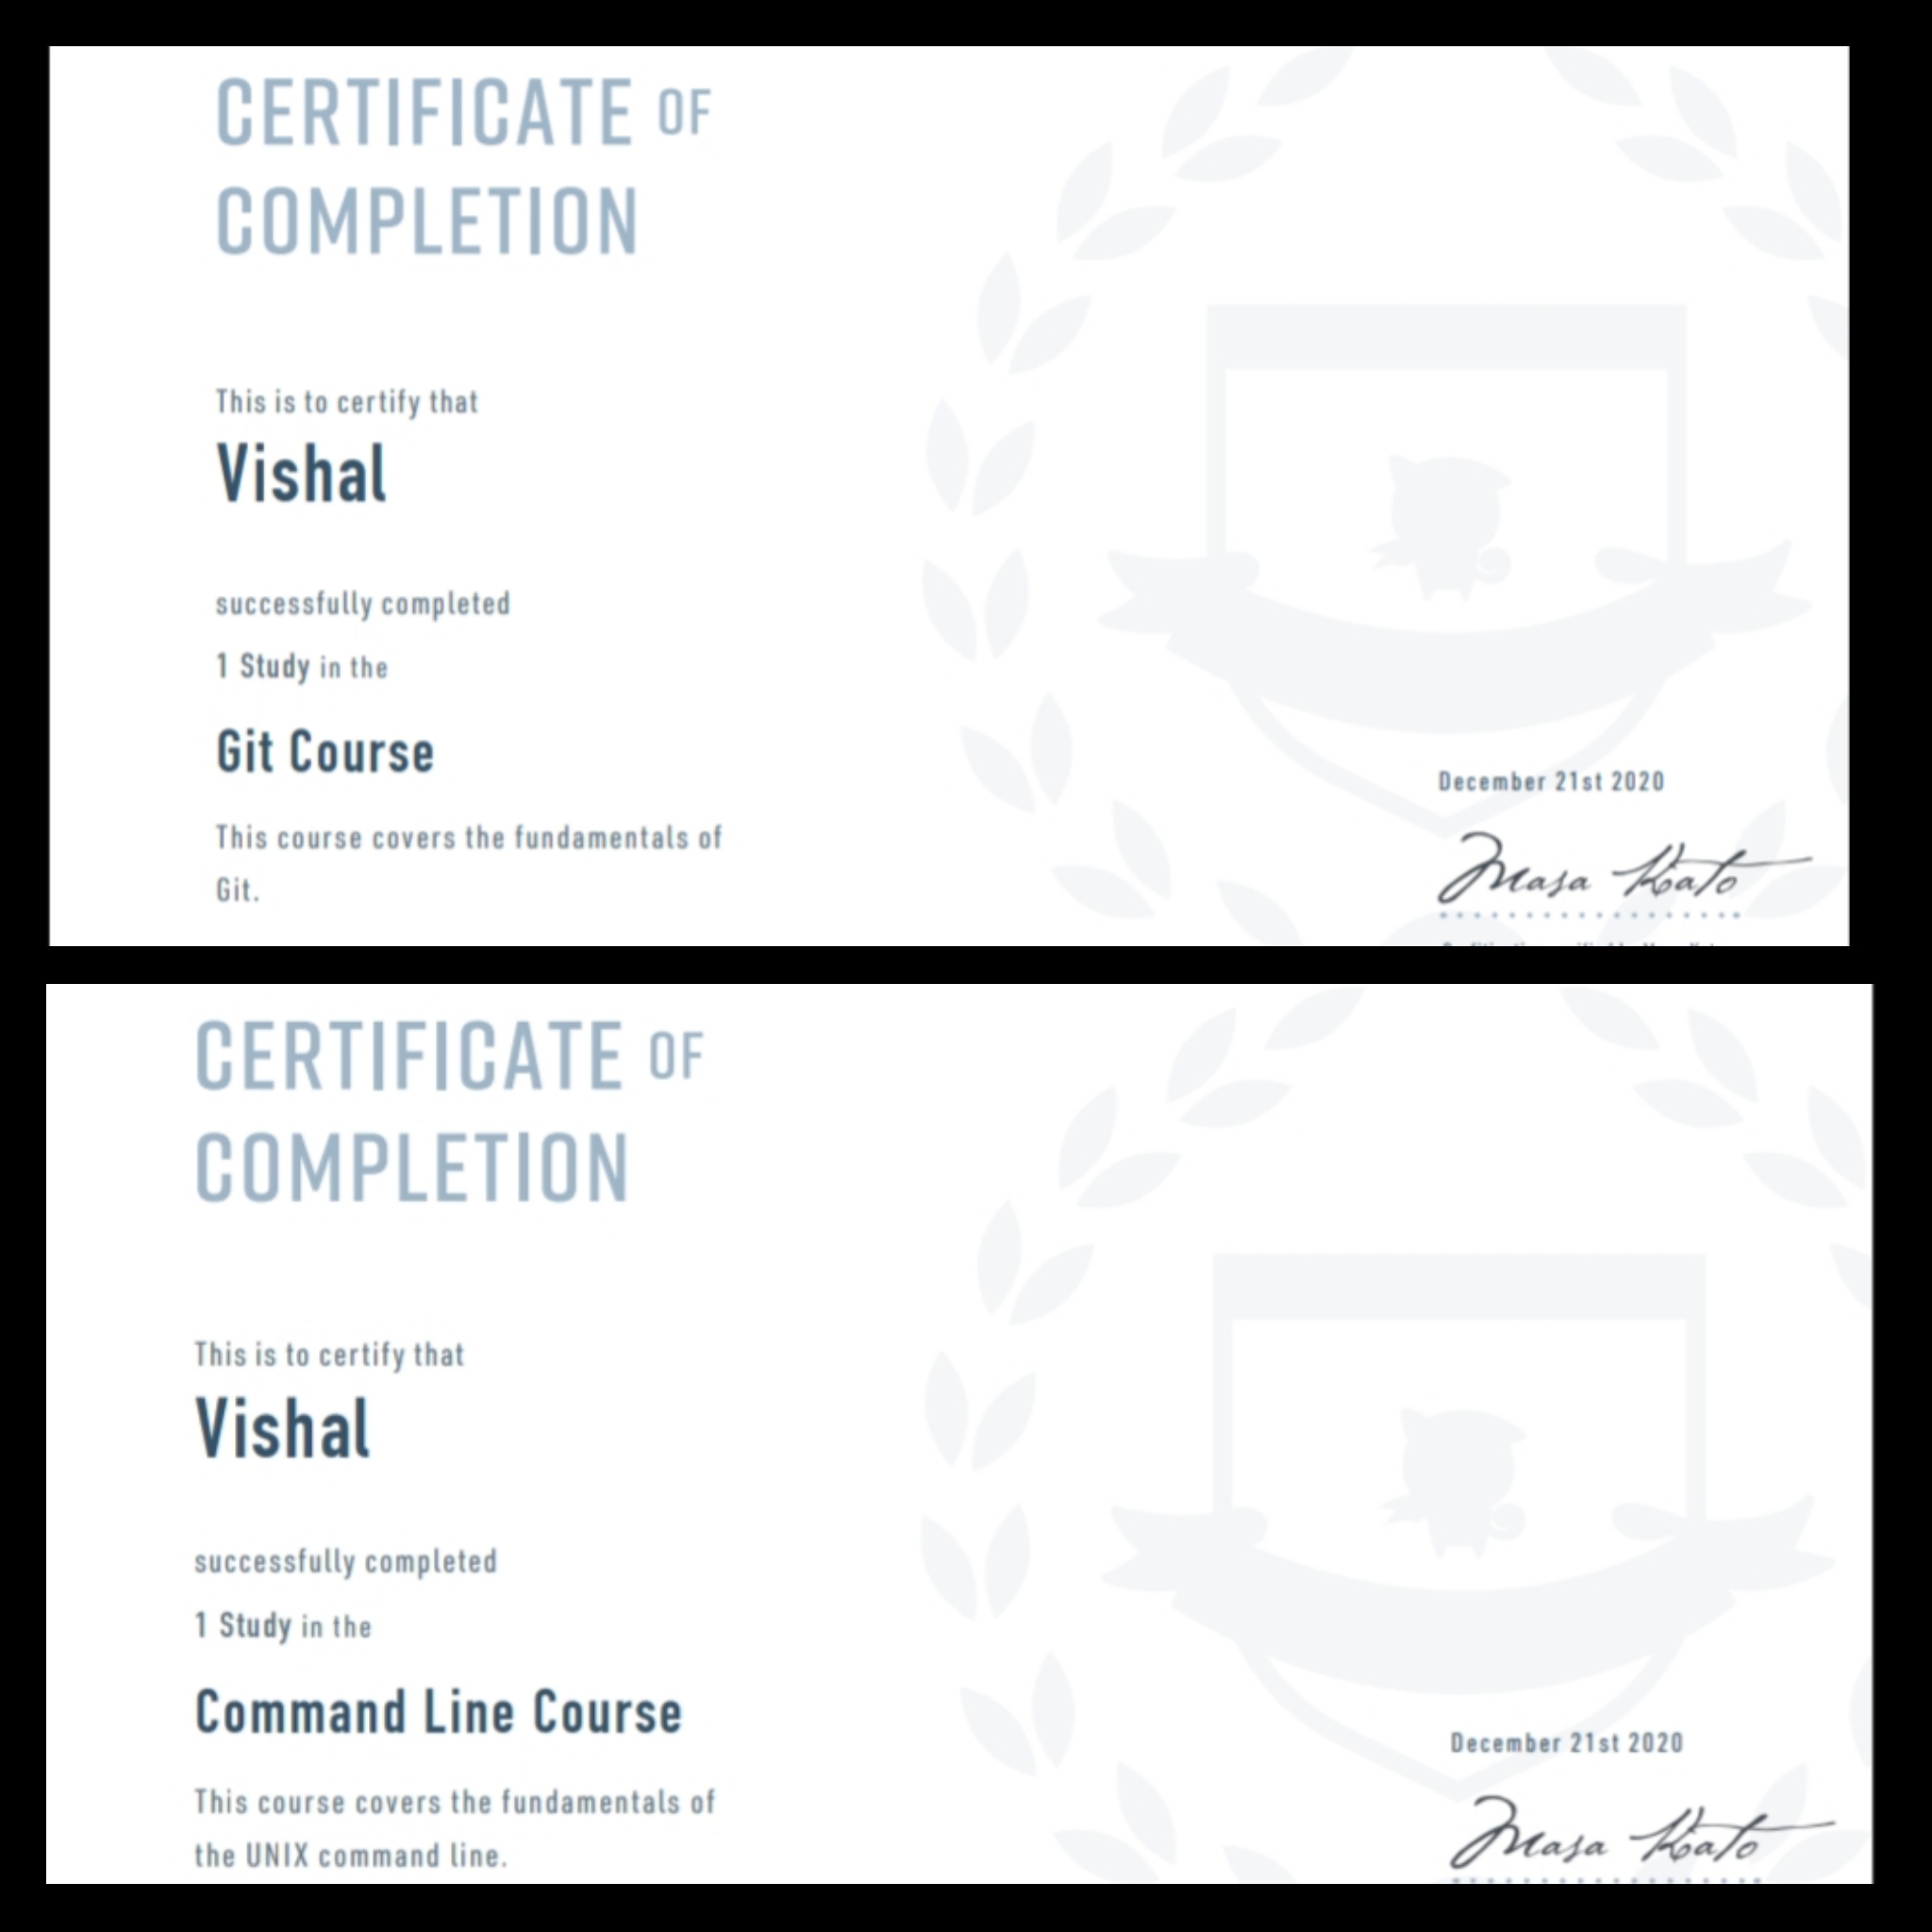 CERTIFICATE OF
COMPLETION
This is to certify that
Vishal
successfully completed
1 Study in the
Git Course
This course covers the fundamentals of
Git.
December 21st 2020
Masa Kato
CERTIFICATE OF
COMPLETION
This is to certify that
Vishal
successfully completed
1 Study in the
Command Line Course
This course covers the fundamentals of
the UNIX command line.
December 21st 2020
Masa Kato